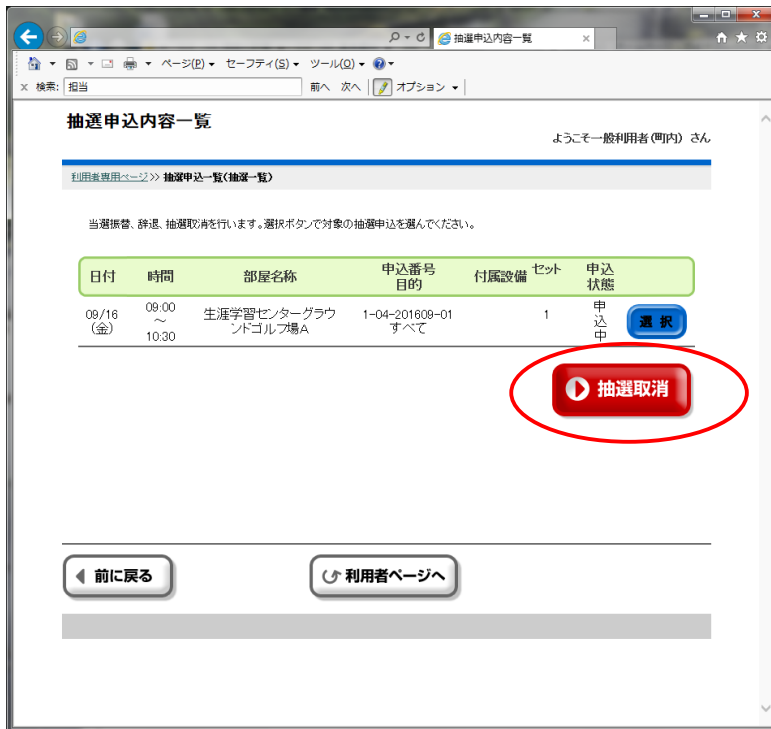 抽選申込内容一覧
ページ(P) セーフティ(S) ツール(O)
× 検索: 担当 前へ 次へ オプション
抽選申込内容一覧
ようこそ一般利用者(町内) さん
利用者専用ページ>> 抽選申込一覧(抽選一覧)
当選振替、辞退、抽選取消を行います。選択ボタンで対象の抽選申込を選んでください。
日付 時間 部屋名称 申込番号 目的 付属設備 セット 申込状態
09/16 (金) 09:00 ～ 10:30 生涯学習センターグラウンドゴルフ場A 1-04-201609-01 すべて 1 申込中 選択
抽選取消
前に戻る 利用者ページへ